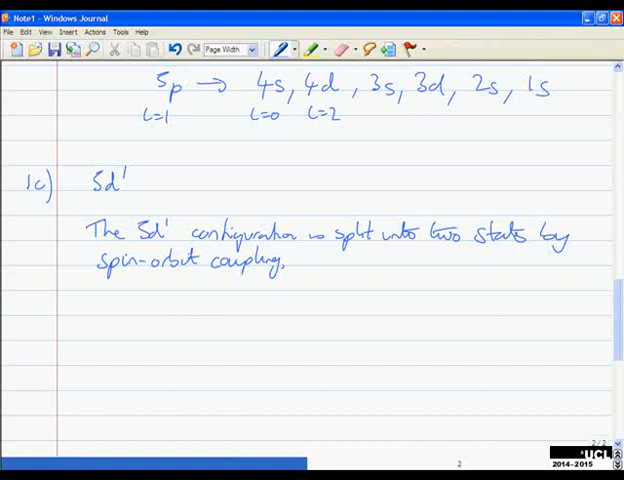 Note1 - Windows Journal
File Edit View Insert Actions Tools Help
Page Width
5p → 4s, 4d, 3s, 3d, 2s, 1s
l=1 l=0 l=2
1c) 5d¹
The 5d¹ configuration is split into two states by
spin-orbit coupling.
2/2
2
UCL
2014-2015